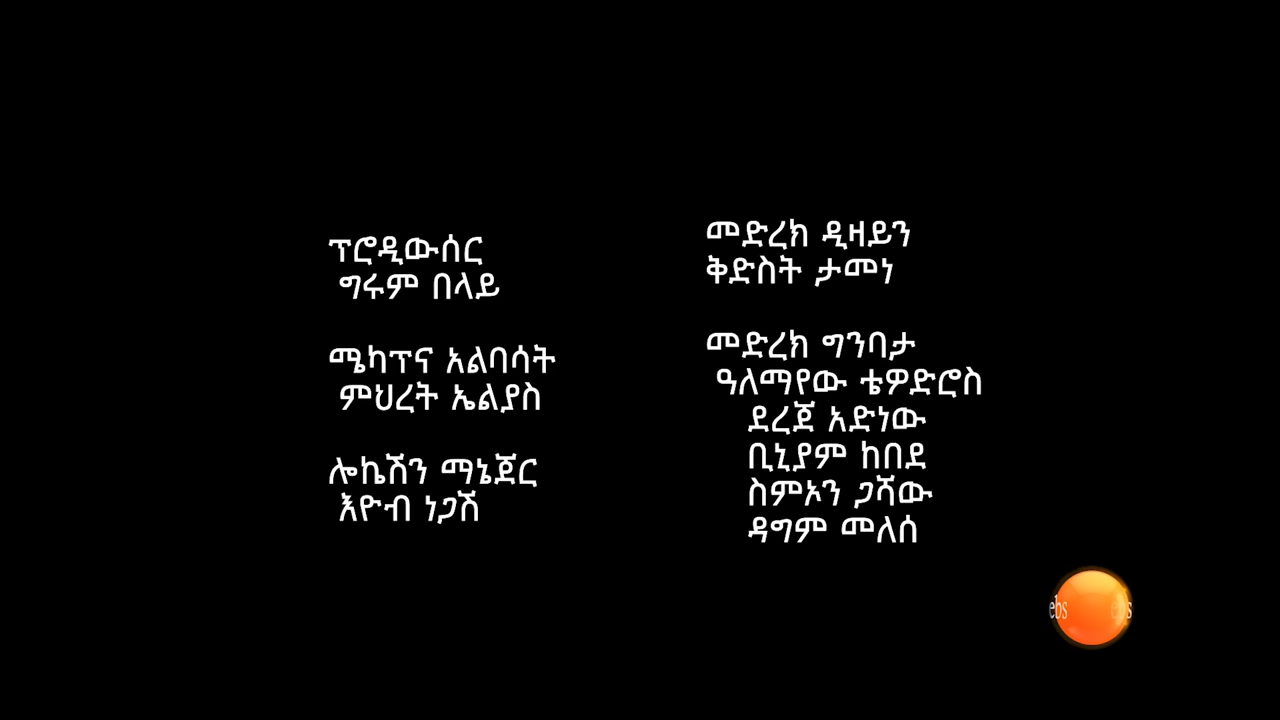 ፕሮዲውሰር
ግሩም በላይ
ሜካፕና አልባሳት
ምህረት ኤልያስ
ሎኬሽን ማኔጀር
እዮብ ነጋሽ
መድረክ ዲዛይን
ቅድስት ታመነ
መድረክ ግንባታ
ዓለማየው ቴዎድሮስ
ደረጀ አድነው
ቢኒያም ከበደ
ስምኦን ጋሻው
ዳግም መለሰ
ebs ebs